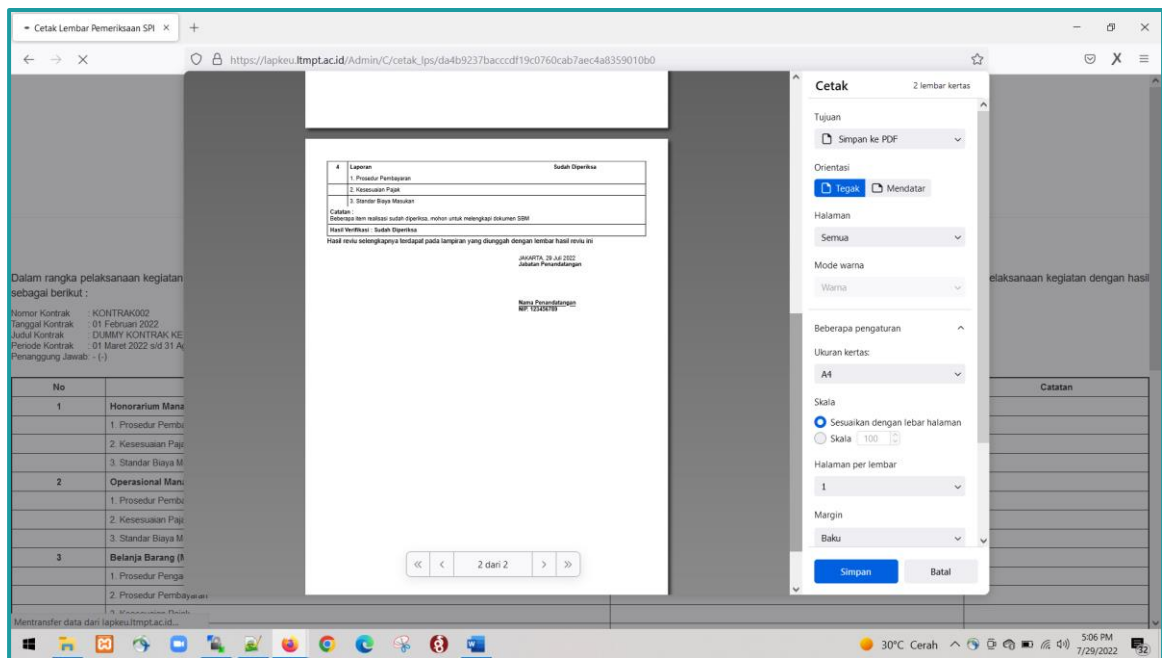 Cetak Lembar Pemeriksaan SPI
https://lapkeu.ltmpt.ac.id/Admin/C/cetak_lps/da4b9237bacccdf19c0760cab7aec4a8359010b0
Dalam rangka pelaksanaan kegiatan
elaksanaan kegiatan dengan hasil
sebagai berikut :
Nomor Kontrak : KONTRAK002
Tanggal Kontrak : 01 Februari 2022
Judul Kontrak : DUMMY KONTRAK KE
Periode Kontrak : 01 Maret 2022 s/d 31 Ag
Penanggung Jawab: - (-)
No
Catatan
1 Honorarium Mana
1. Prosedur Pemba
2. Kesesuaian Paja
3. Standar Biaya M
2 Operasional Mana
1. Prosedur Pemba
2. Kesesuaian Paja
3. Standar Biaya M
3 Belanja Barang (M
1. Prosedur Penga
2. Prosedur Pembayaran
Mentransfer data dari lapkeu.ltmpt.ac.id...
4 Laporan Sudah Diperiksa
1. Prosedur Pembayaran
2. Kesesuaian Pajak
3. Standar Biaya Masukan
Catatan :
Beberapa item realisasi sudah diperiksa, mohon untuk melengkapi dokumen SBM
Hasil Verifikasi : Sudah Diperiksa
Hasil reviu selengkapnya terdapat pada lampiran yang diunggah dengan lembar hasil reviu ini
JAKARTA, 28 Juli 2022
Jabatan Penandatangan
Nama Penandatangan
NIP. 123456789
2 dari 2
Cetak 2 lembar kertas
Tujuan
Simpan ke PDF
Orientasi
Tegak Mendatar
Halaman
Semua
Mode warna
Warna
Beberapa pengaturan
Ukuran kertas:
A4
Skala
Sesuaikan dengan lebar halaman
Skala 100
Halaman per lembar
1
Margin
Baku
Simpan Batal
30°C Cerah
5:06 PM
7/29/2022
32